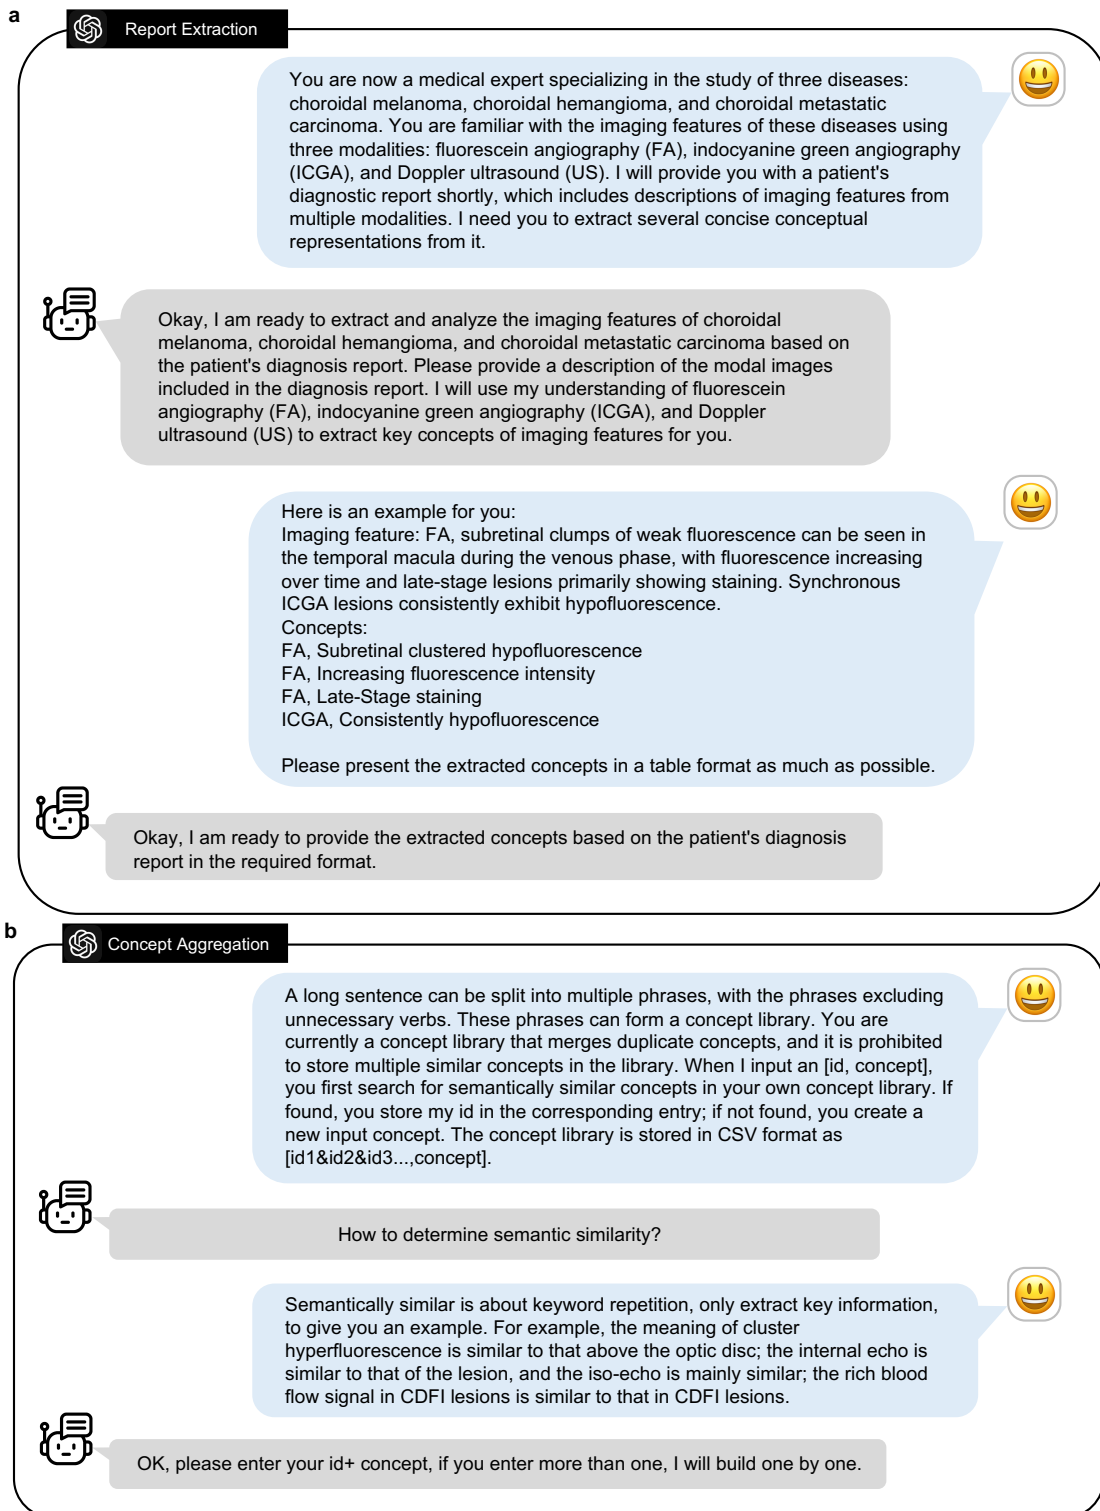 a
Report Extraction
You are now a medical expert specializing in the study of three diseases:
choroidal melanoma, choroidal hemangioma, and choroidal metastatic
carcinoma. You are familiar with the imaging features of these diseases using
three modalities: fluorescein angiography (FA), indocyanine green angiography
(ICGA), and Doppler ultrasound (US). I will provide you with a patient's
diagnostic report shortly, which includes descriptions of imaging features from
multiple modalities. I need you to extract several concise conceptual
representations from it.
Okay, I am ready to extract and analyze the imaging features of choroidal
melanoma, choroidal hemangioma, and choroidal metastatic carcinoma based on
the patient's diagnosis report. Please provide a description of the modal images
included in the diagnosis report. I will use my understanding of fluorescein
angiography (FA), indocyanine green angiography (ICGA), and Doppler
ultrasound (US) to extract key concepts of imaging features for you.
Here is an example for you:
Imaging feature: FA, subretinal clumps of weak fluorescence can be seen in
the temporal macula during the venous phase, with fluorescence increasing
over time and late-stage lesions primarily showing staining. Synchronous
ICGA lesions consistently exhibit hypofluorescence.
Concepts:
FA, Subretinal clustered hypofluorescence
FA, Increasing fluorescence intensity
FA, Late-Stage staining
ICGA, Consistently hypofluorescence
Please present the extracted concepts in a table format as much as possible.
Okay, I am ready to provide the extracted concepts based on the patient's diagnosis
report in the required format.
b
Concept Aggregation
A long sentence can be split into multiple phrases, with the phrases excluding
unnecessary verbs. These phrases can form a concept library. You are
currently a concept library that merges duplicate concepts, and it is prohibited
to store multiple similar concepts in the library. When I input an [id, concept],
you first search for semantically similar concepts in your own concept library. If
found, you store my id in the corresponding entry; if not found, you create a
new input concept. The concept library is stored in CSV format as
[id1&id2&id3...,concept].
How to determine semantic similarity?
Semantically similar is about keyword repetition, only extract key information,
to give you an example. For example, the meaning of cluster
hyperfluorescence is similar to that above the optic disc; the internal echo is
similar to that of the lesion, and the iso-echo is mainly similar; the rich blood
flow signal in CDFI lesions is similar to that in CDFI lesions.
OK, please enter your id+ concept, if you enter more than one, I will build one by one.